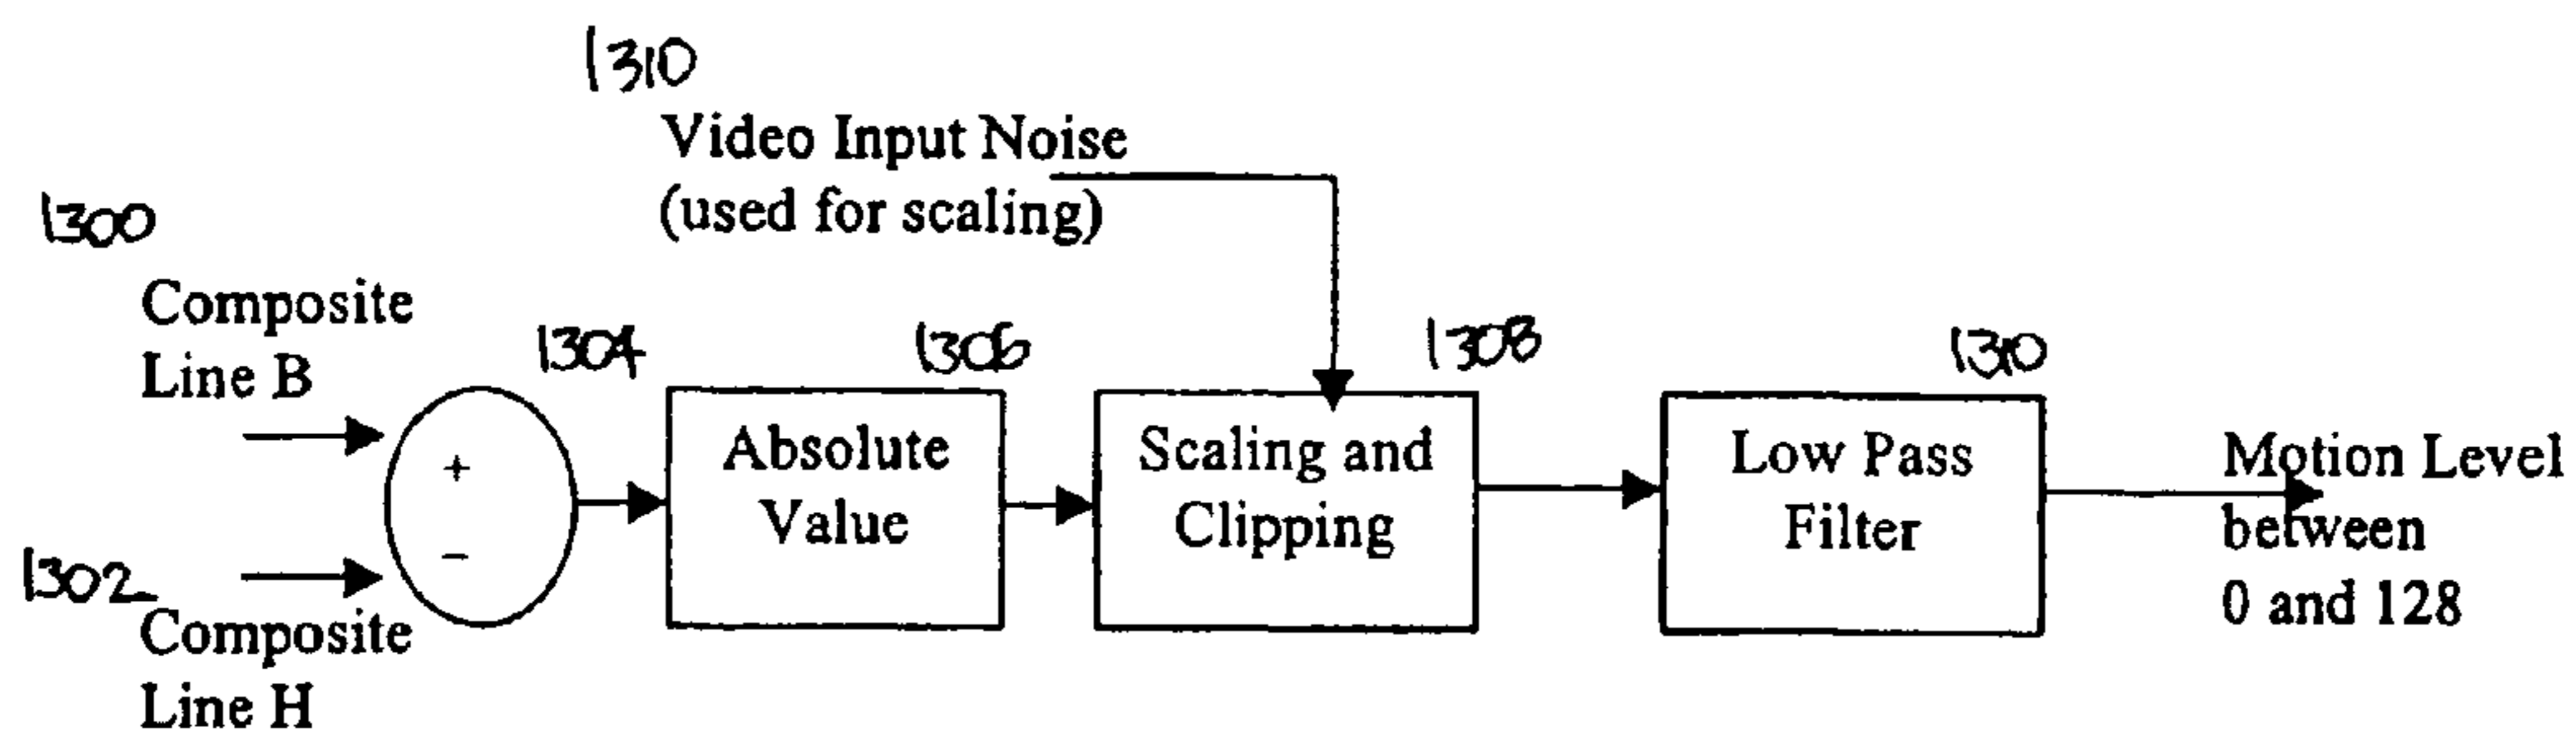 1310
Video Input Noise
(used for scaling)
1300
Composite
Line B
1304
1306
1308
1310
+
−
Absolute
Value
Scaling and
Clipping
Low Pass
Filter
Motion Level
between
0 and 128
1302
Composite
Line H